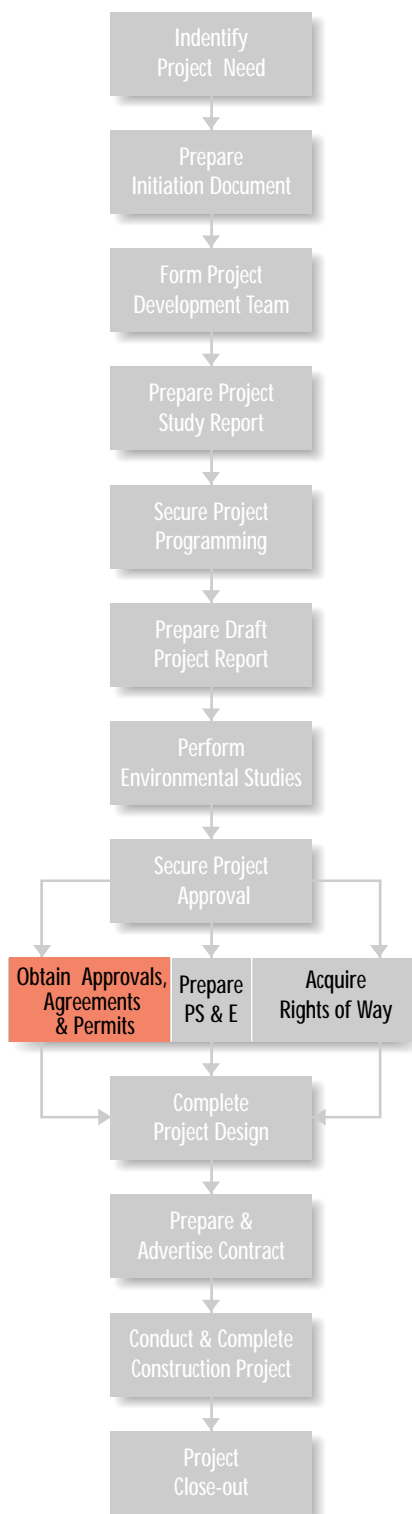 Indentify
Project Need
Prepare
Initiation Document
Form Project
Development Team
Prepare Project
Study Report
Secure Project
Programming
Prepare Draft
Project Report
Perform
Environmental Studies
Secure Project
Approval
Obtain Approvals,
Agreements
& Permits
Prepare
PS & E
Acquire
Rights of Way
Complete
Project Design
Prepare &
Advertise Contract
Conduct & Complete
Construction Project
Project
Close-out